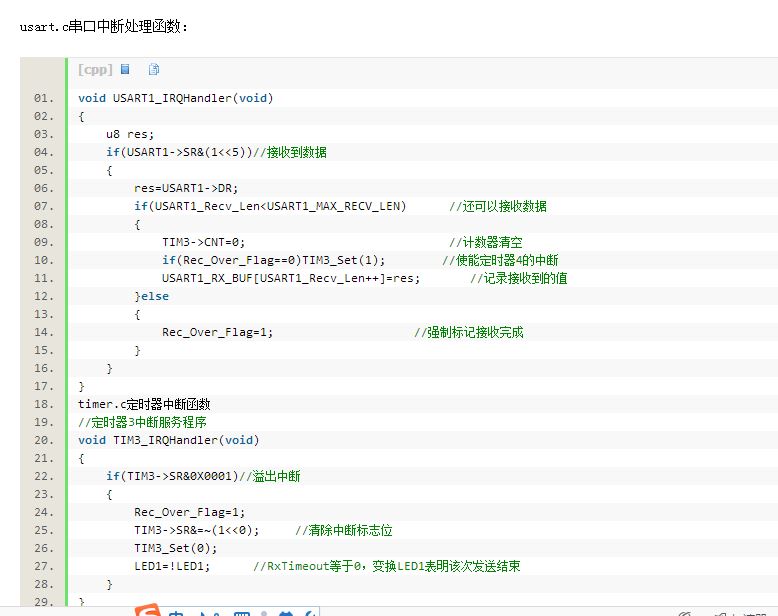 usart.c串口中断处理函数：
[cpp]
01. void USART1_IRQHandler(void)
02. {
03. u8 res;
04. if(USART1->SR&(1<<5))//接收到数据
05. {
06. res=USART1->DR;
07. if(USART1_Recv_Len<USART1_MAX_RECV_LEN) //还可以接收数据
08. {
09. TIM3->CNT=0; //计数器清空
10. if(Rec_Over_Flag==0)TIM3_Set(1); //使能定时器4的中断
11. USART1_RX_BUF[USART1_Recv_Len++]=res; //记录接收到的值
12. }else
13. {
14. Rec_Over_Flag=1; //强制标记接收完成
15. }
16. }
17. }
18. timer.c定时器中断函数
19. //定时器3中断服务程序
20. void TIM3_IRQHandler(void)
21. {
22. if(TIM3->SR&0X0001)//溢出中断
23. {
24. Rec_Over_Flag=1;
25. TIM3->SR&=~(1<<0); //清除中断标志位
26. TIM3_Set(0);
27. LED1=!LED1; //RxTimeout等于0，变换LED1表明该次发送结束
28. }
29. }